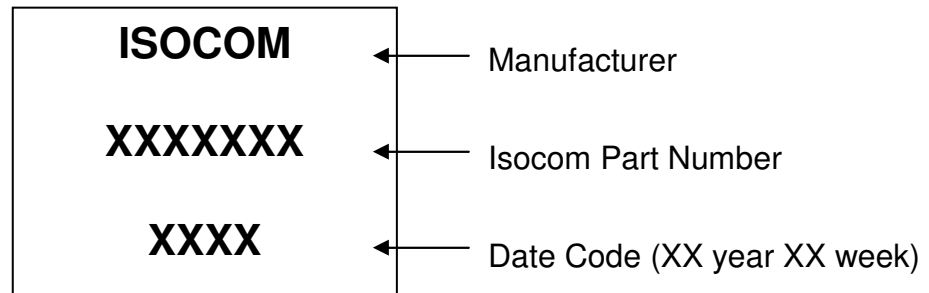 ISOCOM
Manufacturer
XXXXXXX
Isocom Part Number
XXXX
Date Code (XX year XX week)